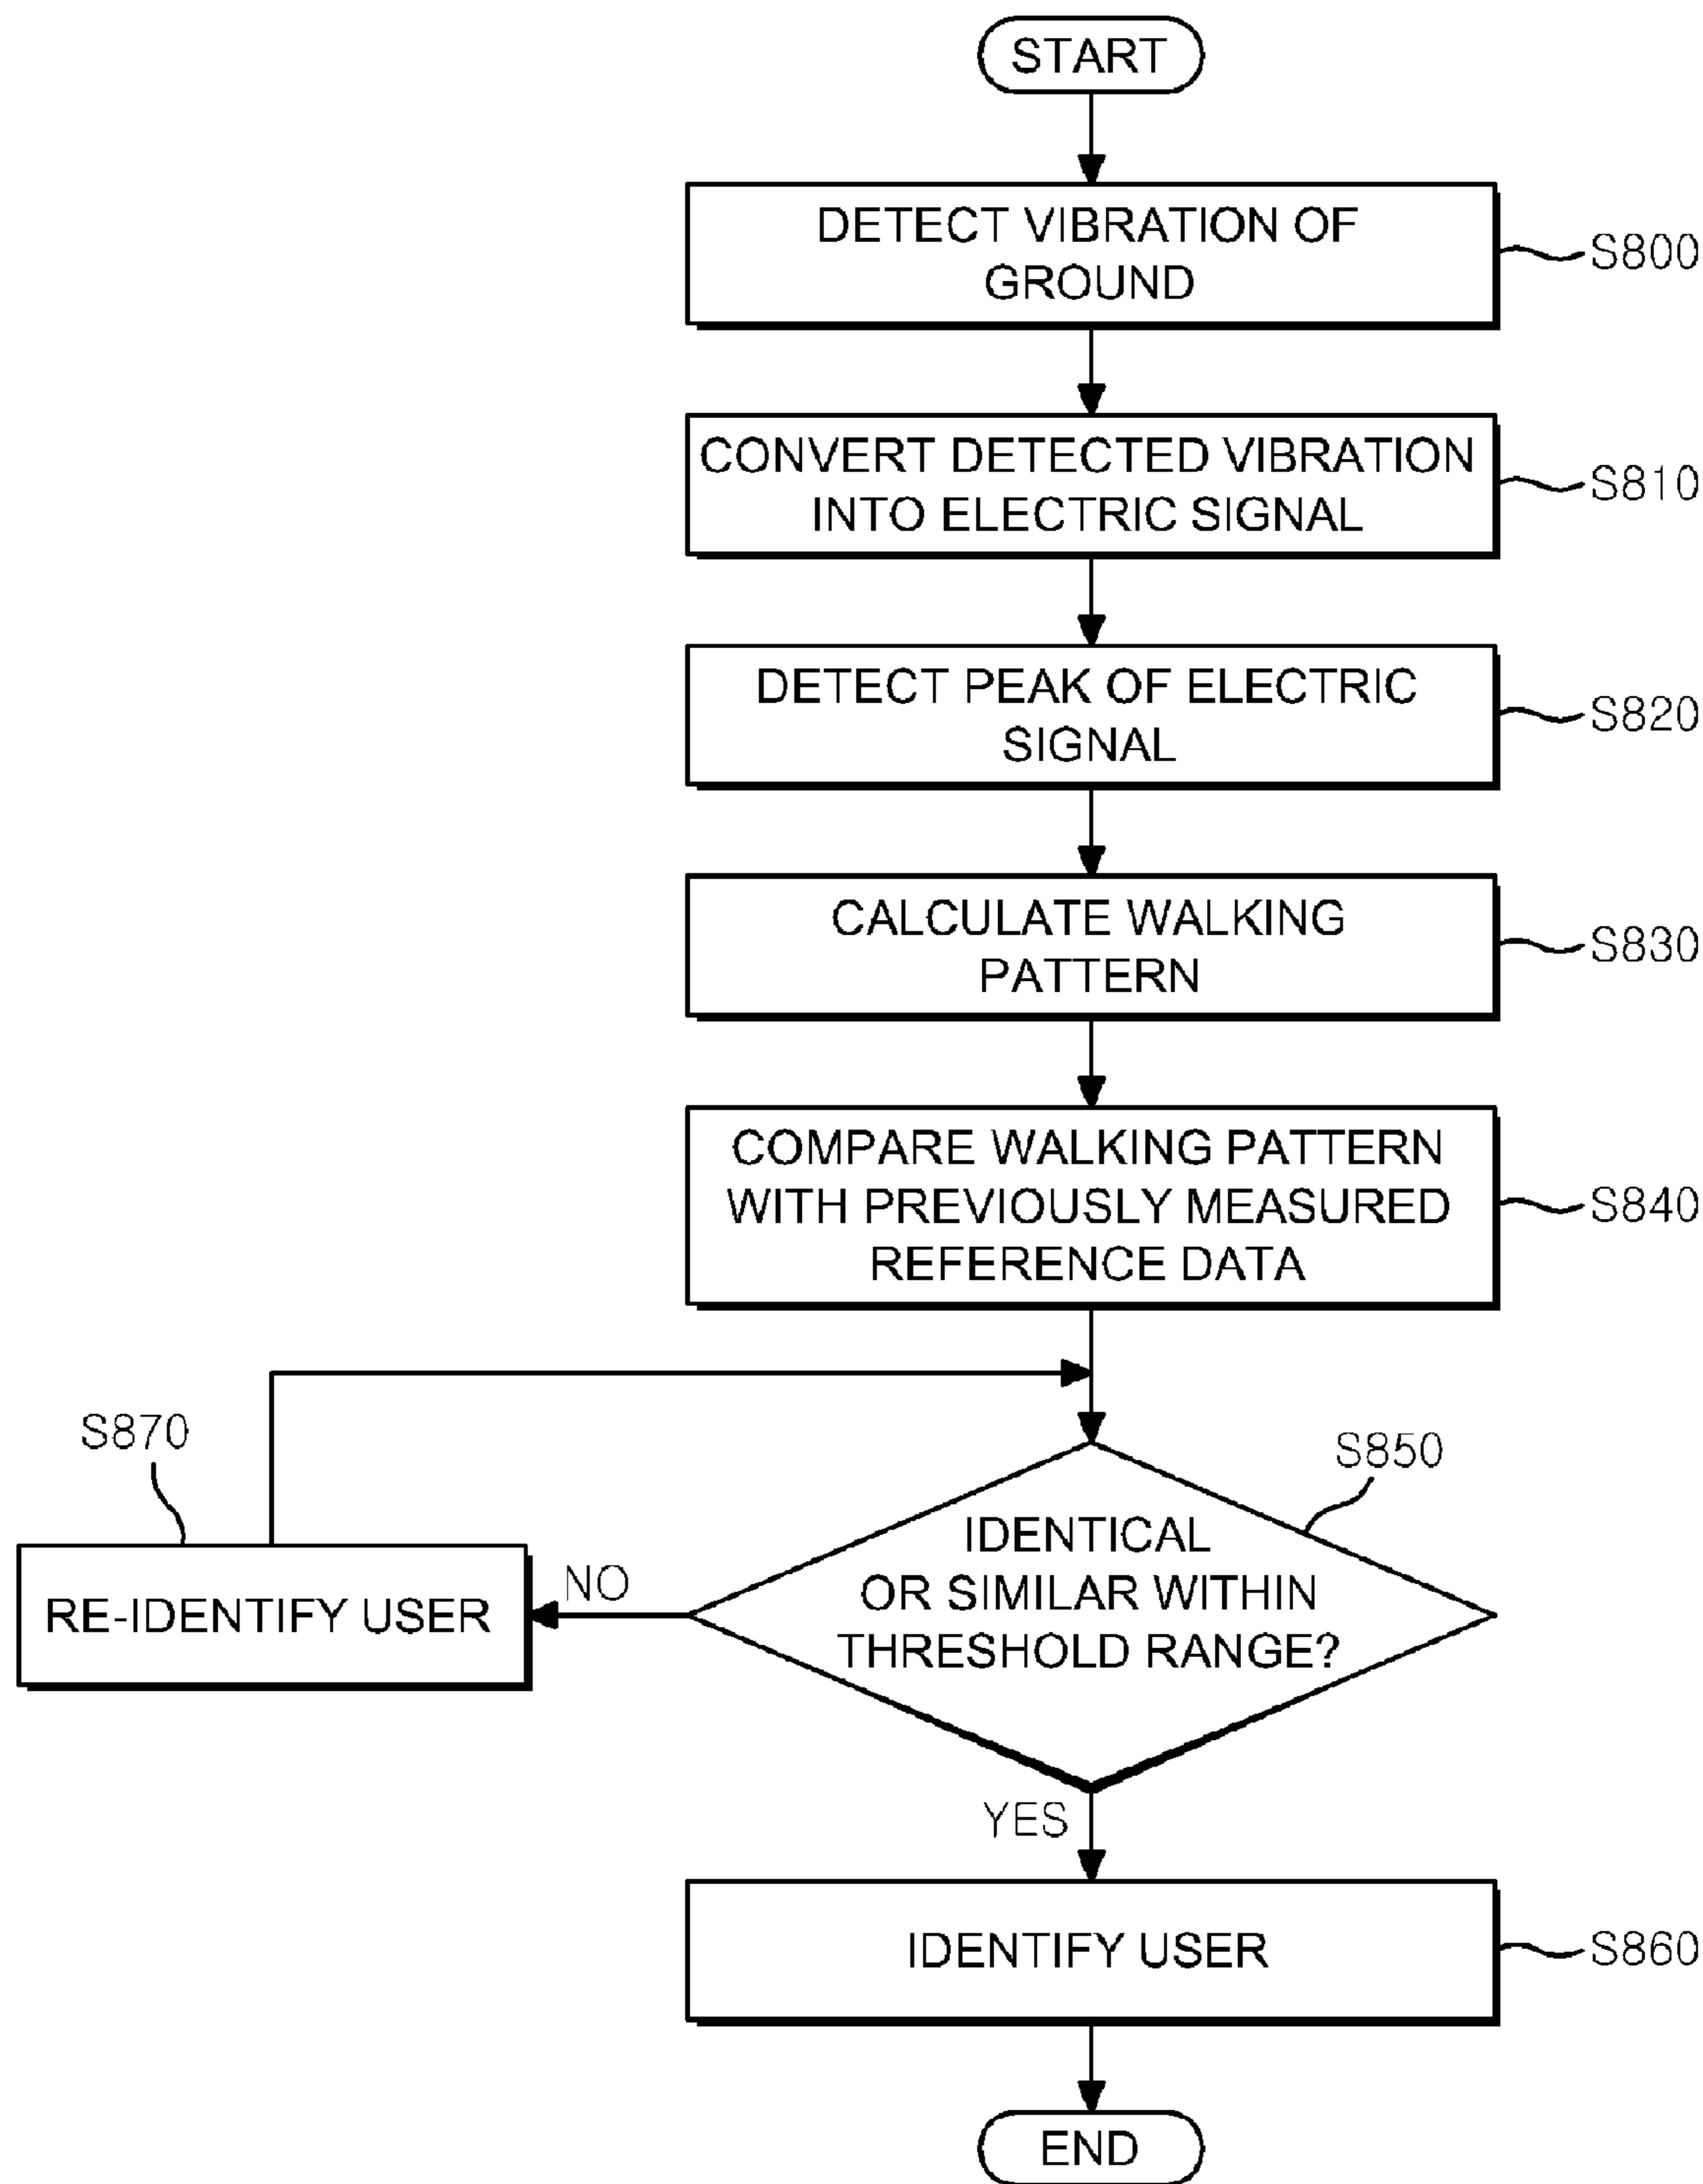 START
DETECT VIBRATION OF
GROUND
S800
CONVERT DETECTED VIBRATION
INTO ELECTRIC SIGNAL
S810
DETECT PEAK OF ELECTRIC
SIGNAL
S820
CALCULATE WALKING
PATTERN
S830
COMPARE WALKING PATTERN
WITH PREVIOUSLY MEASURED
REFERENCE DATA
S840
S870
S850
IDENTICAL
OR SIMILAR WITHIN
THRESHOLD RANGE?
NO
RE-IDENTIFY USER
YES
IDENTIFY USER
S860
END